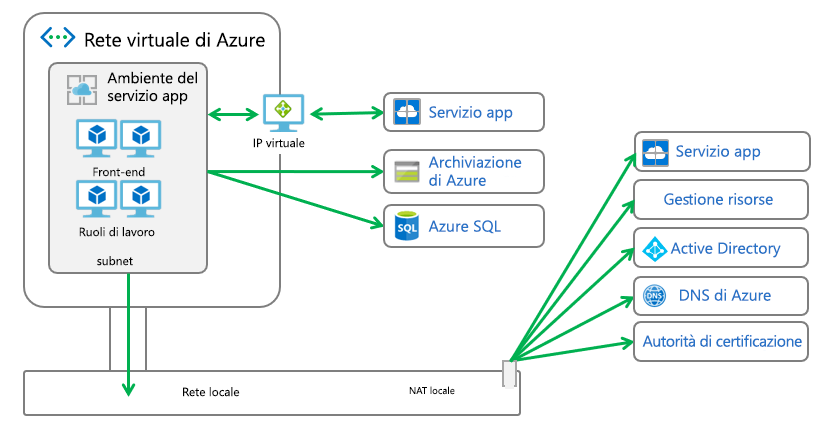 Rete virtuale di Azure
Ambiente del
servizio app
Front-end
Ruoli di lavoro
subnet
IP virtuale
Servizio app
Archiviazione
di Azure
SQL
Azure SQL
Servizio app
Gestione risorse
Active Directory
DNS
DNS di Azure
Autorità di certificazione
Rete locale
NAT locale